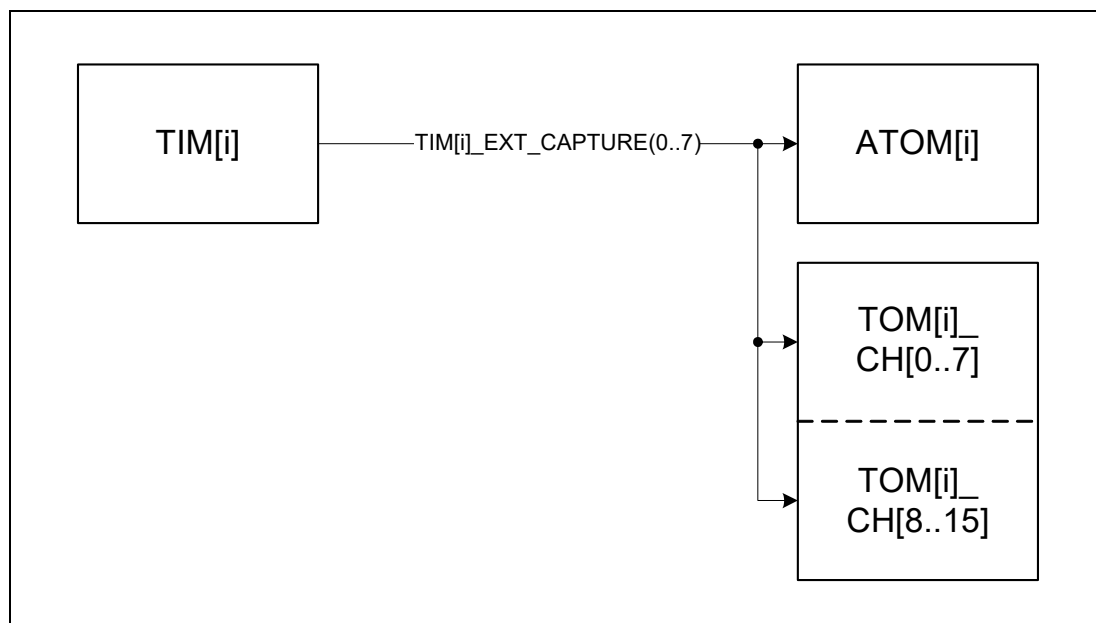 TIM[i]
TIM[i]_EXT_CAPTURE(0..7)
ATOM[i]
TOM[i]_
CH[0..7]
TOM[i]_
CH[8..15]